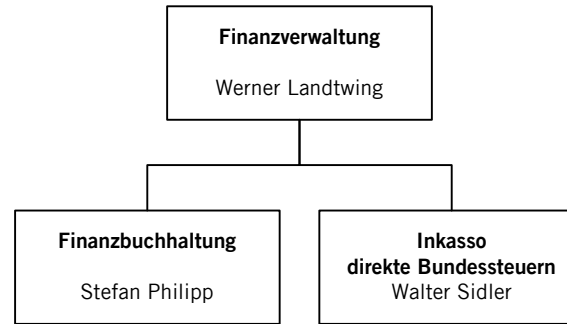 Finanzverwaltung
Werner Landtwing
Finanzbuchhaltung
Stefan Philipp
Inkasso
direkte Bundessteuern
Walter Sidler